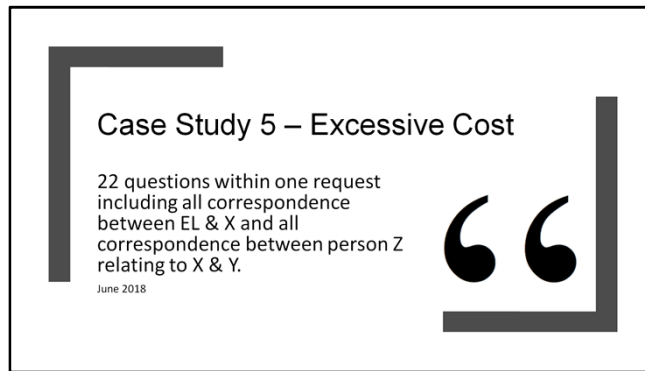 Case Study 5 – Excessive Cost
22 questions within one request
including all correspondence
between EL & X and all
correspondence between person Z
relating to X & Y.
June 2018
“